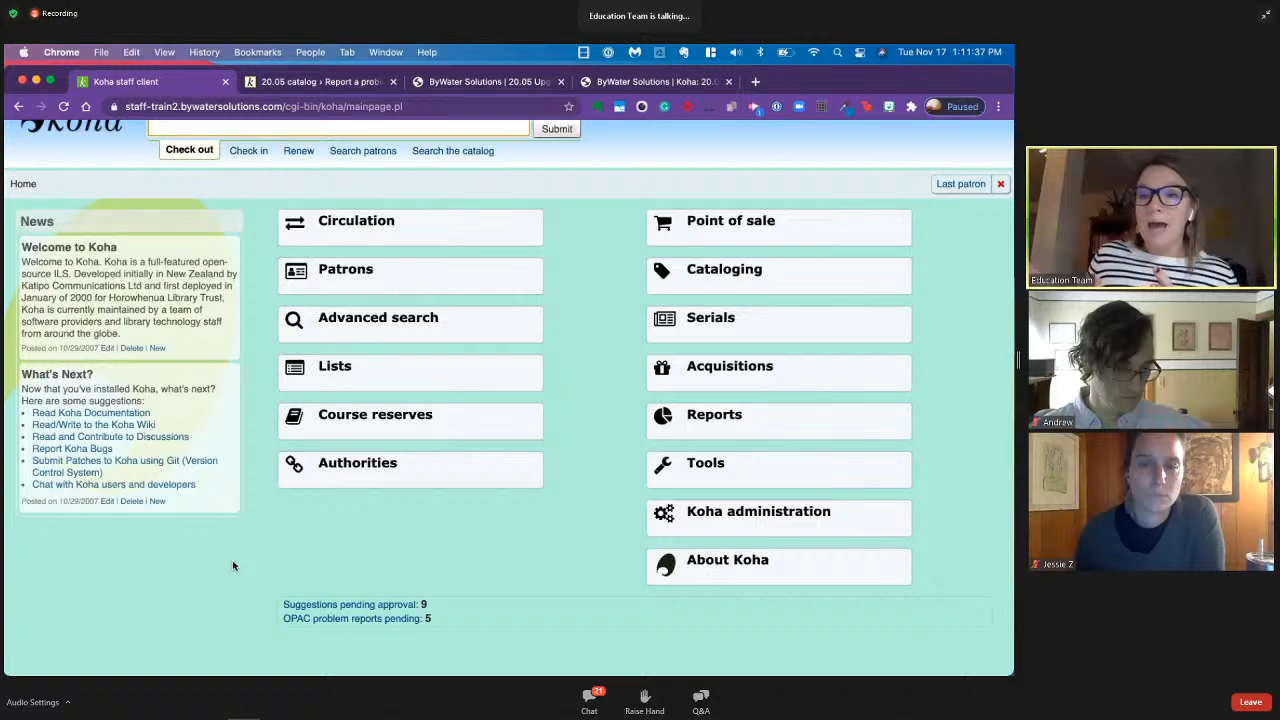 Recording
Education Team is talking...
Chrome File Edit View History Bookmarks People Tab Window Help
Tue Nov 17 1:11:37 PM
Koha staff client
20.05 catalog › Report a prob
ByWater Solutions | 20.05 Upg
ByWater Solutions | Koha: 20.0
staff-train2.bywatersolutions.com/cgi-bin/koha/mainpage.pl
Paused
koha
Submit
Check out Check in Renew Search patrons Search the catalog
Home
Last patron
News
Welcome to Koha
Welcome to Koha. Koha is a full-featured open-
source ILS. Developed initially in New Zealand by
Katipo Communications Ltd and first deployed in
January of 2000 for Horowhenua Library Trust,
Koha is currently maintained by a team of
software providers and library technology staff
from around the globe.
Posted on 10/29/2007 Edit | Delete | New
What's Next?
Now that you've installed Koha, what's next?
Here are some suggestions:
• Read Koha Documentation
• Read/Write to the Koha Wiki
• Read and Contribute to Discussions
• Report Koha Bugs
• Submit Patches to Koha using Git (Version
Control System)
• Chat with Koha users and developers
Posted on 10/29/2007 Edit | Delete | New
Circulation
Patrons
Advanced search
Lists
Course reserves
Authorities
Point of sale
Cataloging
Serials
Acquisitions
Reports
Tools
Koha administration
About Koha
Suggestions pending approval: 9
OPAC problem reports pending: 5
Education Team
Andrew
Jessie Z
Audio Settings
21
Chat
Raise Hand
Q&A
Leave